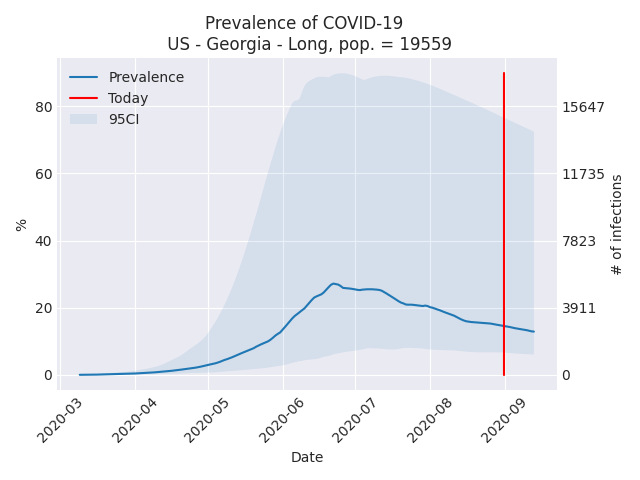 Prevalence of COVID-19
US - Georgia - Long, pop. = 19559
Prevalence
Today
95CI
%
80
60
40
20
0
15647
11735
7823
3911
0
# of infections
2020-03
2020-04
2020-05
2020-06
2020-07
2020-08
2020-09
Date